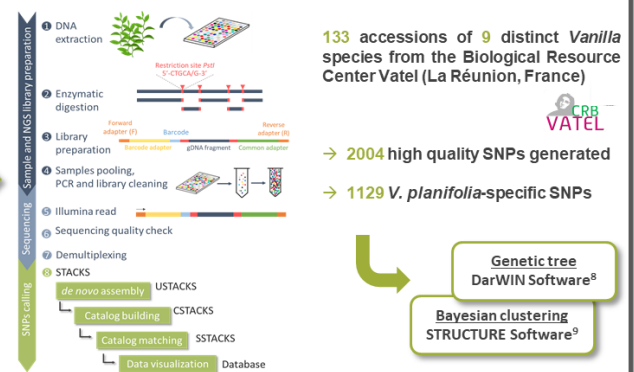 Sample and NGS library preparation
Sequencing
SNPs calling
1 DNA
extraction
Restriction site PstI
5'-CTGCA/G-3'
2 Enzymatic
digestion
Forward
adapter (F)
Barcode
Reverse
adapter (R)
3 Library
preparation
Barcode adapter
gDNA fragment
Common adapter
4 Samples pooling,
PCR and library cleaning
5 Illumina read
6 Sequencing quality check
7 Demultiplexing
8 STACKS
de novo assembly USTACKS
Catalog building CSTACKS
Catalog matching SSTACKS
Data visualization Database
133 accessions of 9 distinct Vanilla
species from the Biological Resource
Center Vatel (La Réunion, France)
CRB
VATEL
→ 2004 high quality SNPs generated
→ 1129 V. planifolia-specific SNPs
Genetic tree
DarWIN Software⁸
Bayesian clustering
STRUCTURE Software⁹